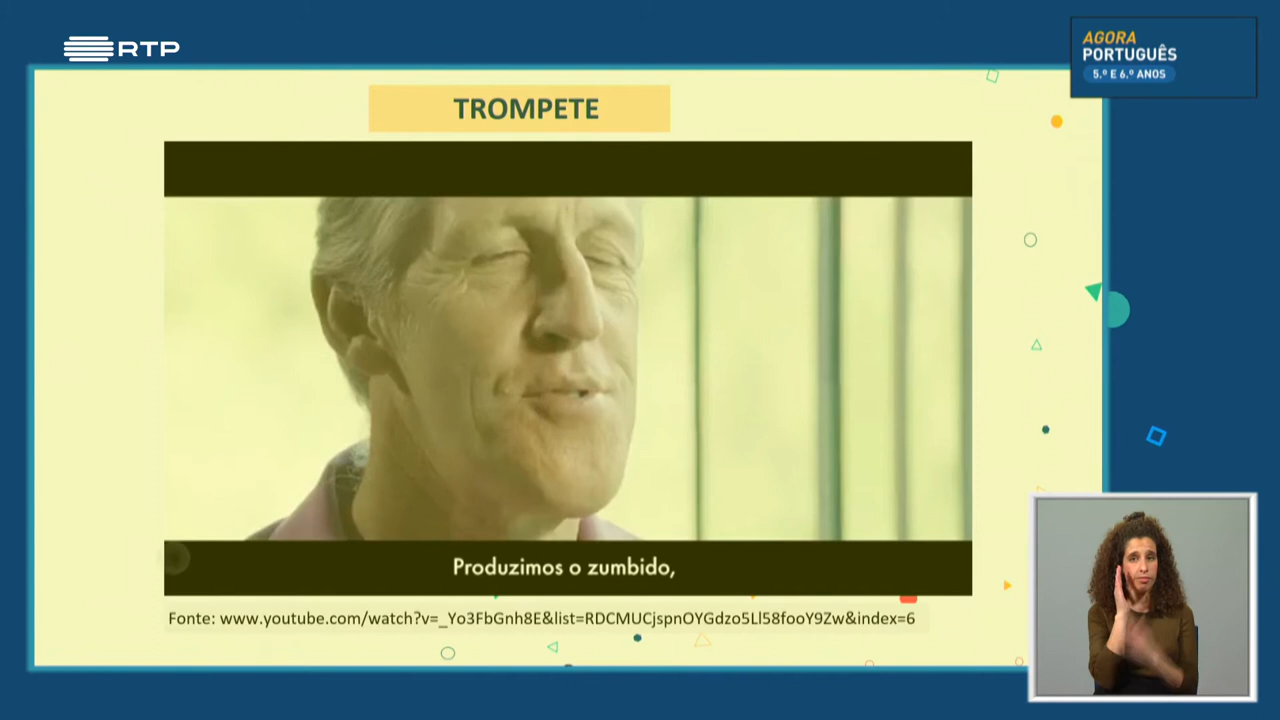 RTP
AGORA
PORTUGUÊS
5.º E 6.º ANOS
TROMPETE
Produzimos o zumbido,
Fonte: www.youtube.com/watch?v=_Yo3FbGnh8E&list=RDCMUCjspnOYGdzo5Ll58fooY9Zw&index=6